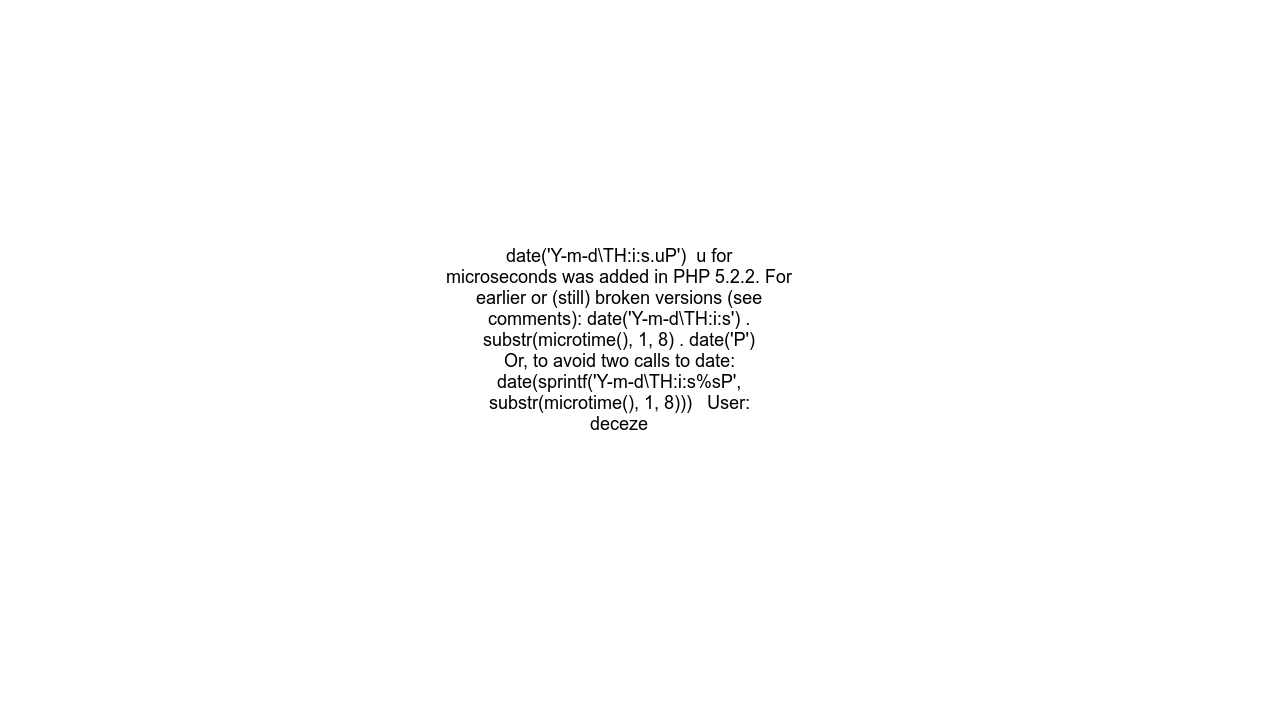 date('Y-m-d\TH:i:s.uP')  u for
microseconds was added in PHP 5.2.2. For
earlier or (still) broken versions (see
comments): date('Y-m-d\TH:i:s') .
substr(microtime(), 1, 8) . date('P')
Or, to avoid two calls to date:
date(sprintf('Y-m-d\TH:i:s%sP',
substr(microtime(), 1, 8)))   User:
deceze